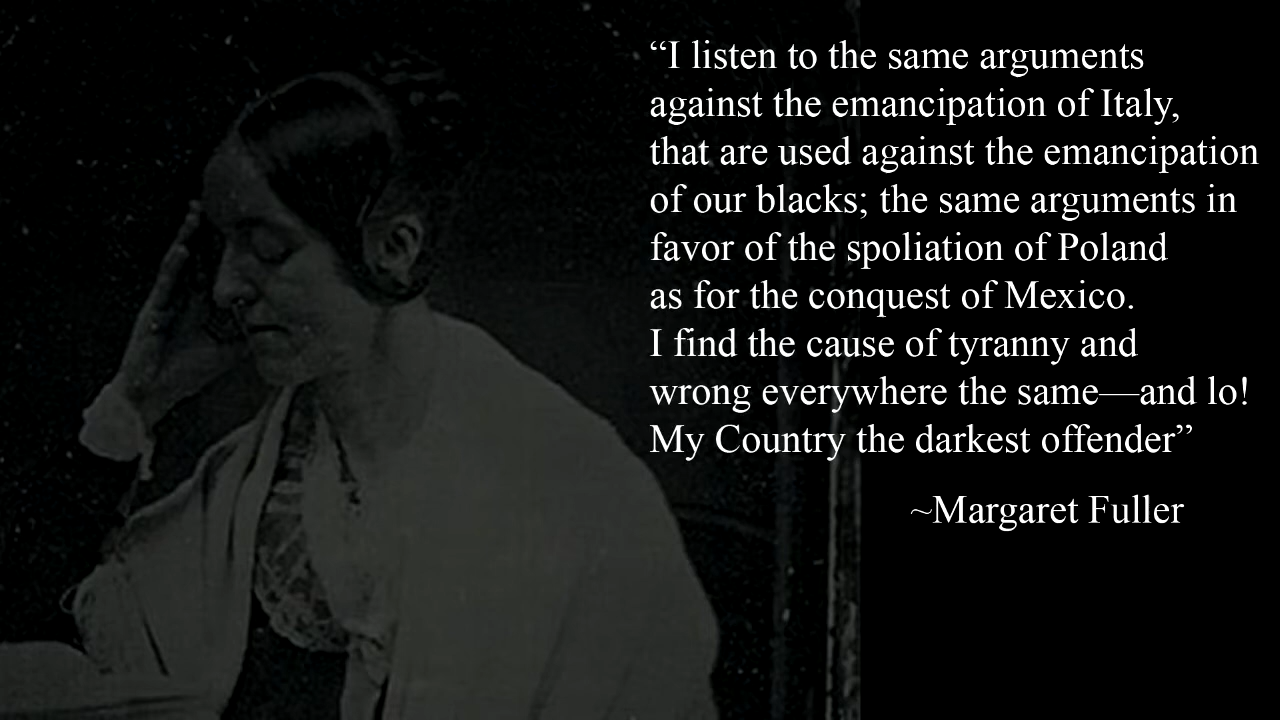 “I listen to the same arguments
against the emancipation of Italy,
that are used against the emancipation
of our blacks; the same arguments in
favor of the spoliation of Poland
as for the conquest of Mexico.
I find the cause of tyranny and
wrong everywhere the same—and lo!
My Country the darkest offender”
~Margaret Fuller